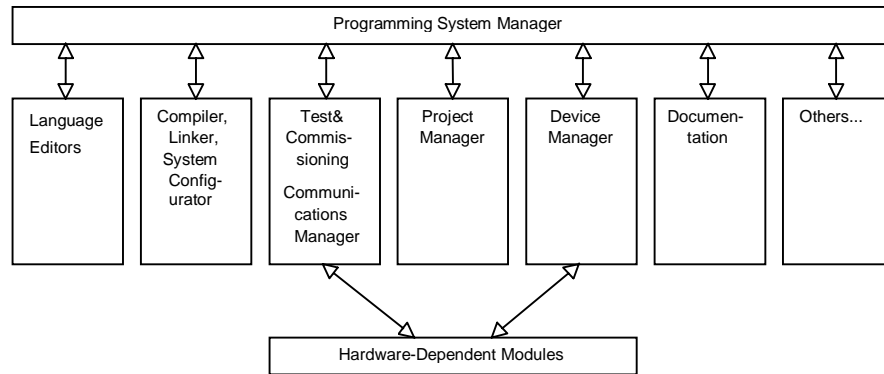 Programming System Manager
Language
Editors
Compiler,
Linker,
System
Config-
urator
Test&
Commis-
sioning
Communi-
cations
Manager
Project
Manager
Device
Manager
Documen-
tation
Others...
Hardware-Dependent Modules